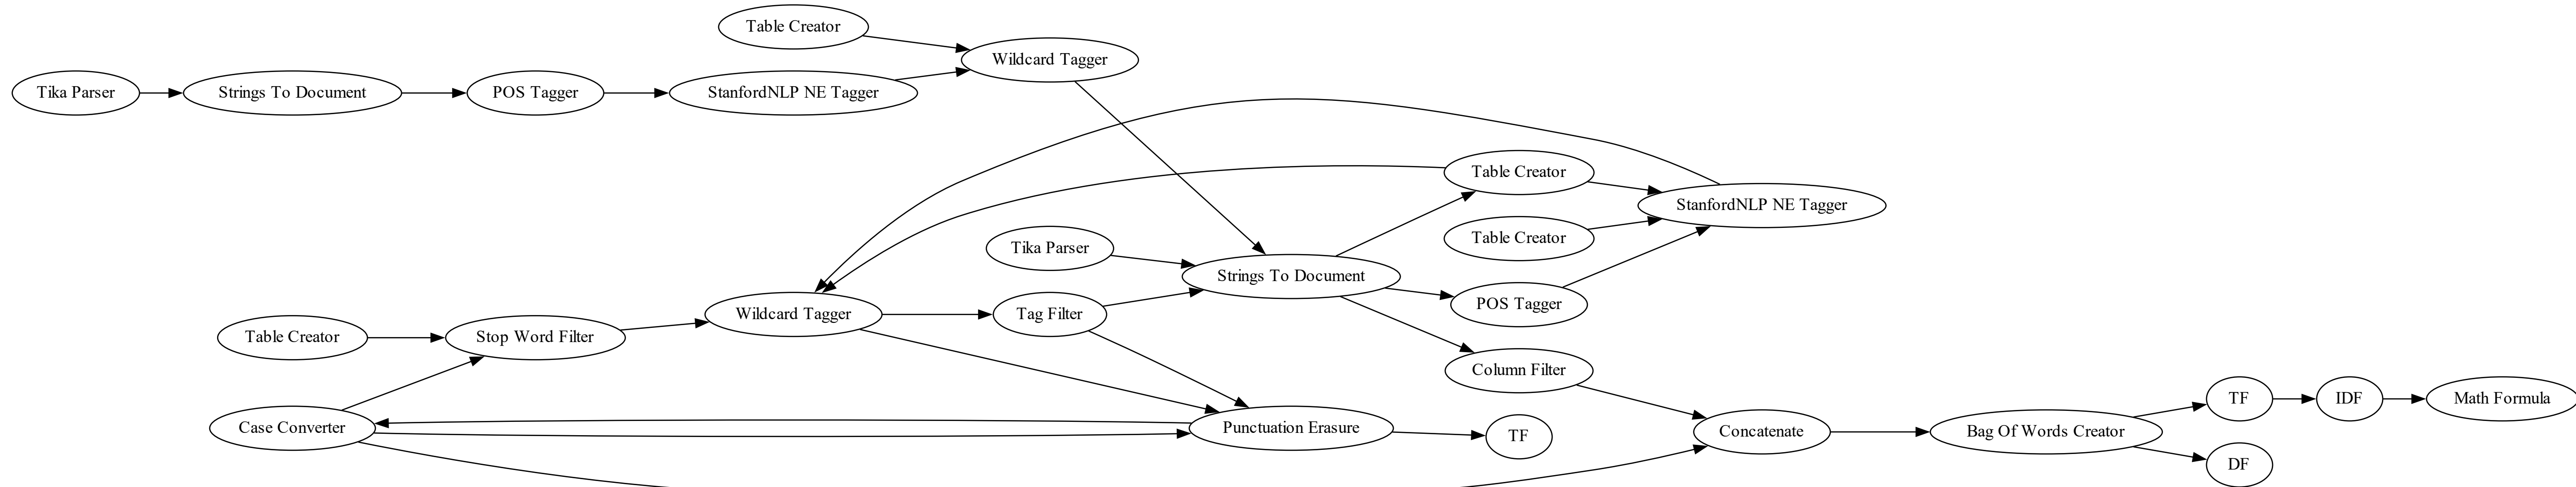 Table Creator
Wildcard Tagger
Tika Parser
Strings To Document
POS Tagger
StanfordNLP NE Tagger
Table Creator
StanfordNLP NE Tagger
Table Creator
Tika Parser
Strings To Document
POS Tagger
Wildcard Tagger
Tag Filter
Table Creator
Stop Word Filter
Column Filter
Case Converter
Punctuation Erasure
TF
Concatenate
Bag Of Words Creator
TF
IDF
Math Formula
DF